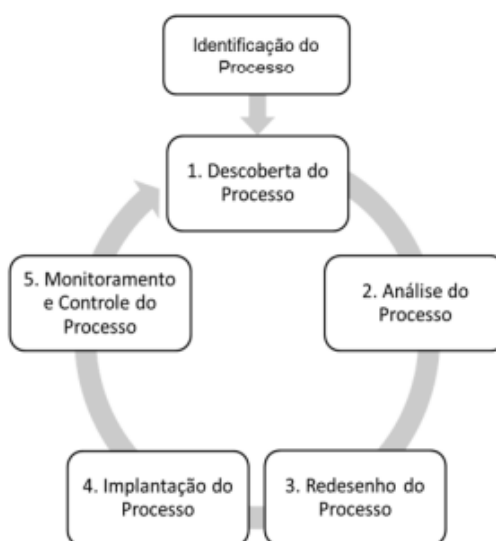 Identificação do
Processo
1. Descoberta do
Processo
2. Análise do
Processo
3. Redesenho do
Processo
4. Implantação do
Processo
5. Monitoramento
e Controle do
Processo